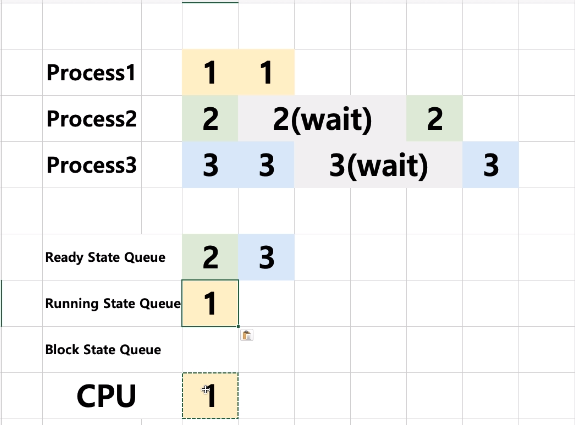 Process1 1 1
Process2 2 2(wait) 2
Process3 3 3 3(wait) 3
Ready State Queue 2 3
Running State Queue 1
Block State Queue
CPU 1